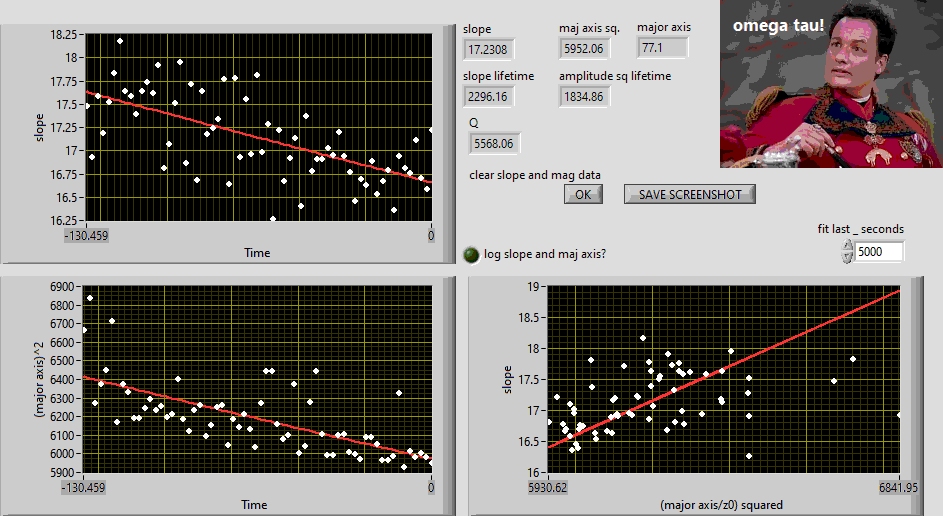 18.25
18
17.75
17.5
17.25
17
16.75
16.5
16.25
slope
-130.459
0
Time
slope
17.2308
maj axis sq.
5952.06
major axis
77.1
slope lifetime
2296.16
amplitude sq lifetime
1834.86
Q
5568.06
clear slope and mag data
OK
SAVE SCREENSHOT
fit last _ seconds
5000
log slope and maj axis?
omega tau!
6900
6800
6700
6600
6500
6400
6300
6200
6100
6000
5900
(major axis)^2
-130.459
0
Time
19
18.5
18
17.5
17
16.5
16
slope
5930.62
6841.95
(major axis/z0) squared